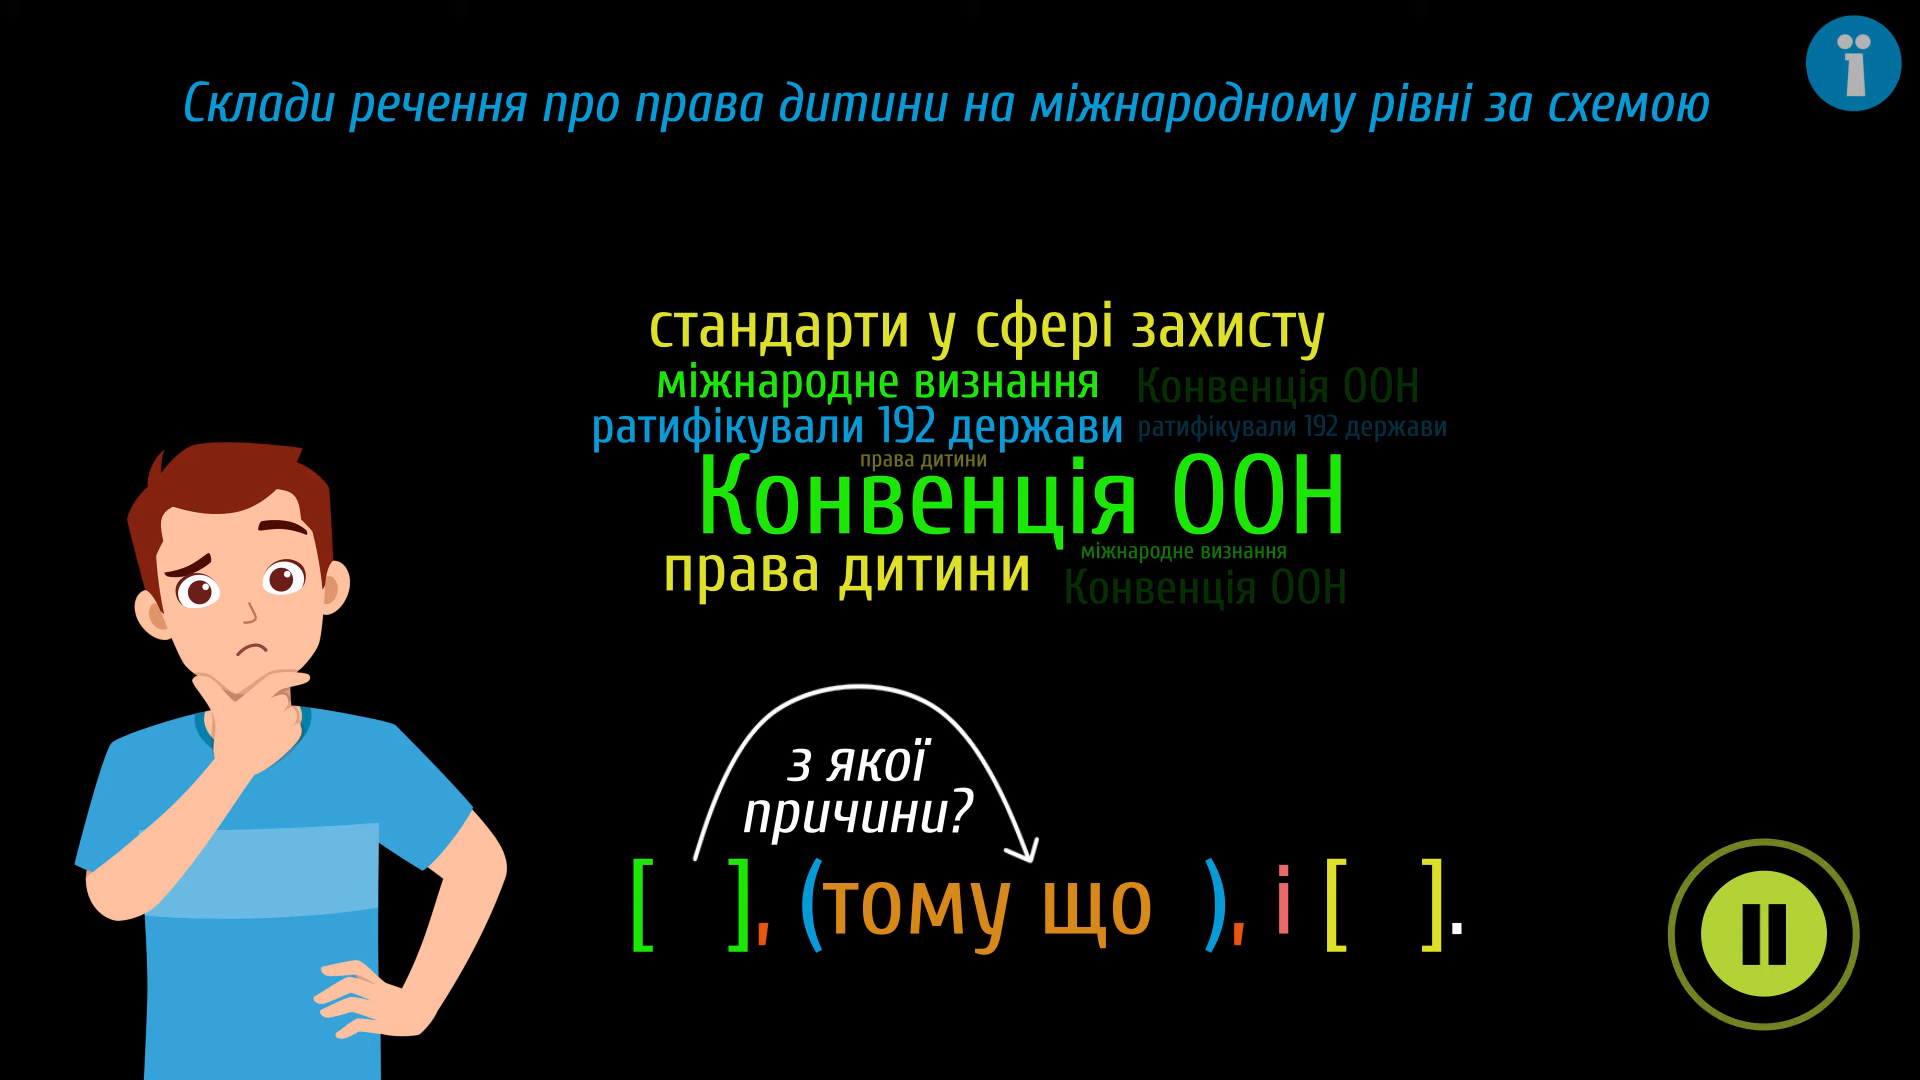 ї
Склади речення про права дитини на міжнародному рівні за схемою
стандарти у сфері захисту
міжнародне визнання Конвенція ООН
ратифікували 192 держави ратифікували 192 держави
права дитини
Конвенція ООН
міжнародне визнання
права дитини Конвенція ООН
з якої
причини?
[ ], (тому що ), і [ ].